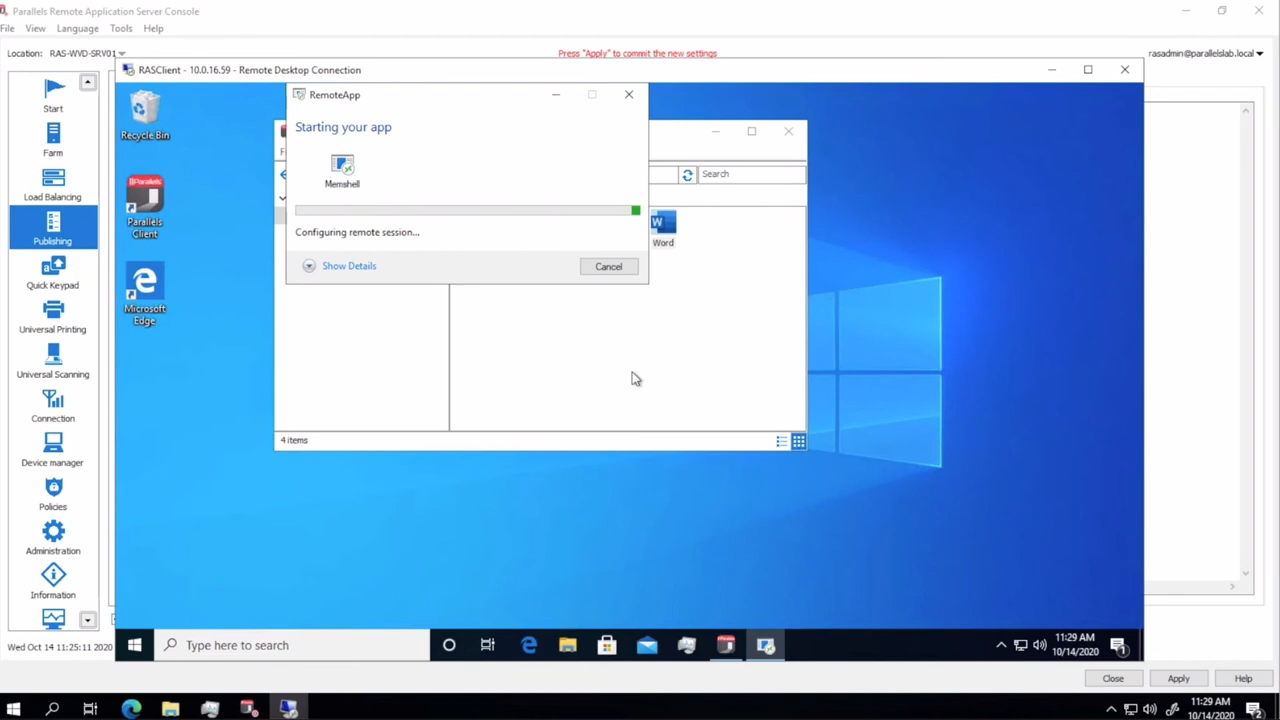 Parallels Remote Application Server Console
File View Language Tools Help
Location: RAS-WVD-SRV01
Press "Apply" to commit the new settings
rasadmin@parallelslab.local
Start
Farm
Load Balancing
Publishing
Quick Keypad
Universal Printing
Universal Scanning
Connection
Device manager
Policies
Administration
Information
Wed Oct 14 11:25:11 2020
RASClient - 10.0.16.59 - Remote Desktop Connection
Recycle Bin
Parallels
Client
Microsoft
Edge
RemoteApp
Starting your app
Memshell
Configuring remote session...
Show Details
Cancel
Search
Word
4 items
Type here to search
11:29 AM
10/14/2020
1
Close
Apply
Help
11:29 AM
10/14/2020
2